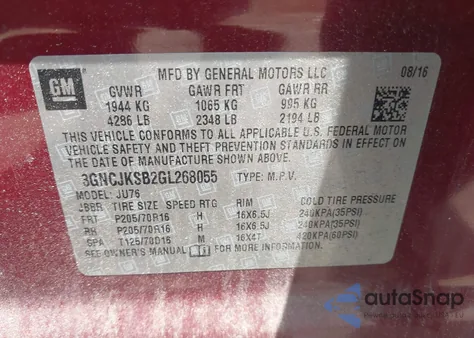 GM
MFD BY GENERAL MOTORS LLC
08/16
GVWR GAWR FRT GAWR RR
1944 KG 1065 KG 995 KG
4286 LB 2348 LB 2194 LB
THIS VEHICLE CONFORMS TO ALL APPLICABLE U.S. FEDERAL MOTOR
VEHICLE SAFETY AND THEFT PREVENTION STANDARDS IN EFFECT ON
THE DATE OF MANUFACTURE SHOWN ABOVE.
3GNCJKSB2GL268055 TYPE: M.P.V.
MODEL: JU76
TIRE SIZE SPEED RTG RIM COLD TIRE PRESSURE
FRT P205/70R16 H 16X6.5J 240KPA(35PSI)
RR P205/70R16 H 16X6.5J 240KPA(35PSI)
SPA T125/70D16 M 16X4T 420KPA(60PSI)
SEE OWNER'S MANUAL FOR MORE INFORMATION.
autoSnap